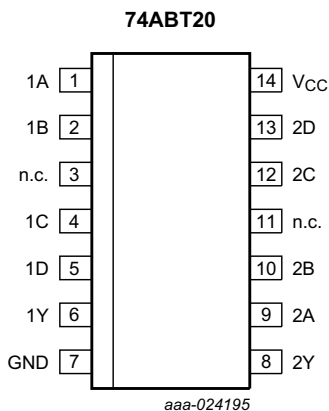 74ABT20
1A 1 14 VCC
1B 2 13 2D
n.c. 3 12 2C
1C 4 11 n.c.
1D 5 10 2B
1Y 6 9 2A
GND 7 8 2Y
aaa-024195